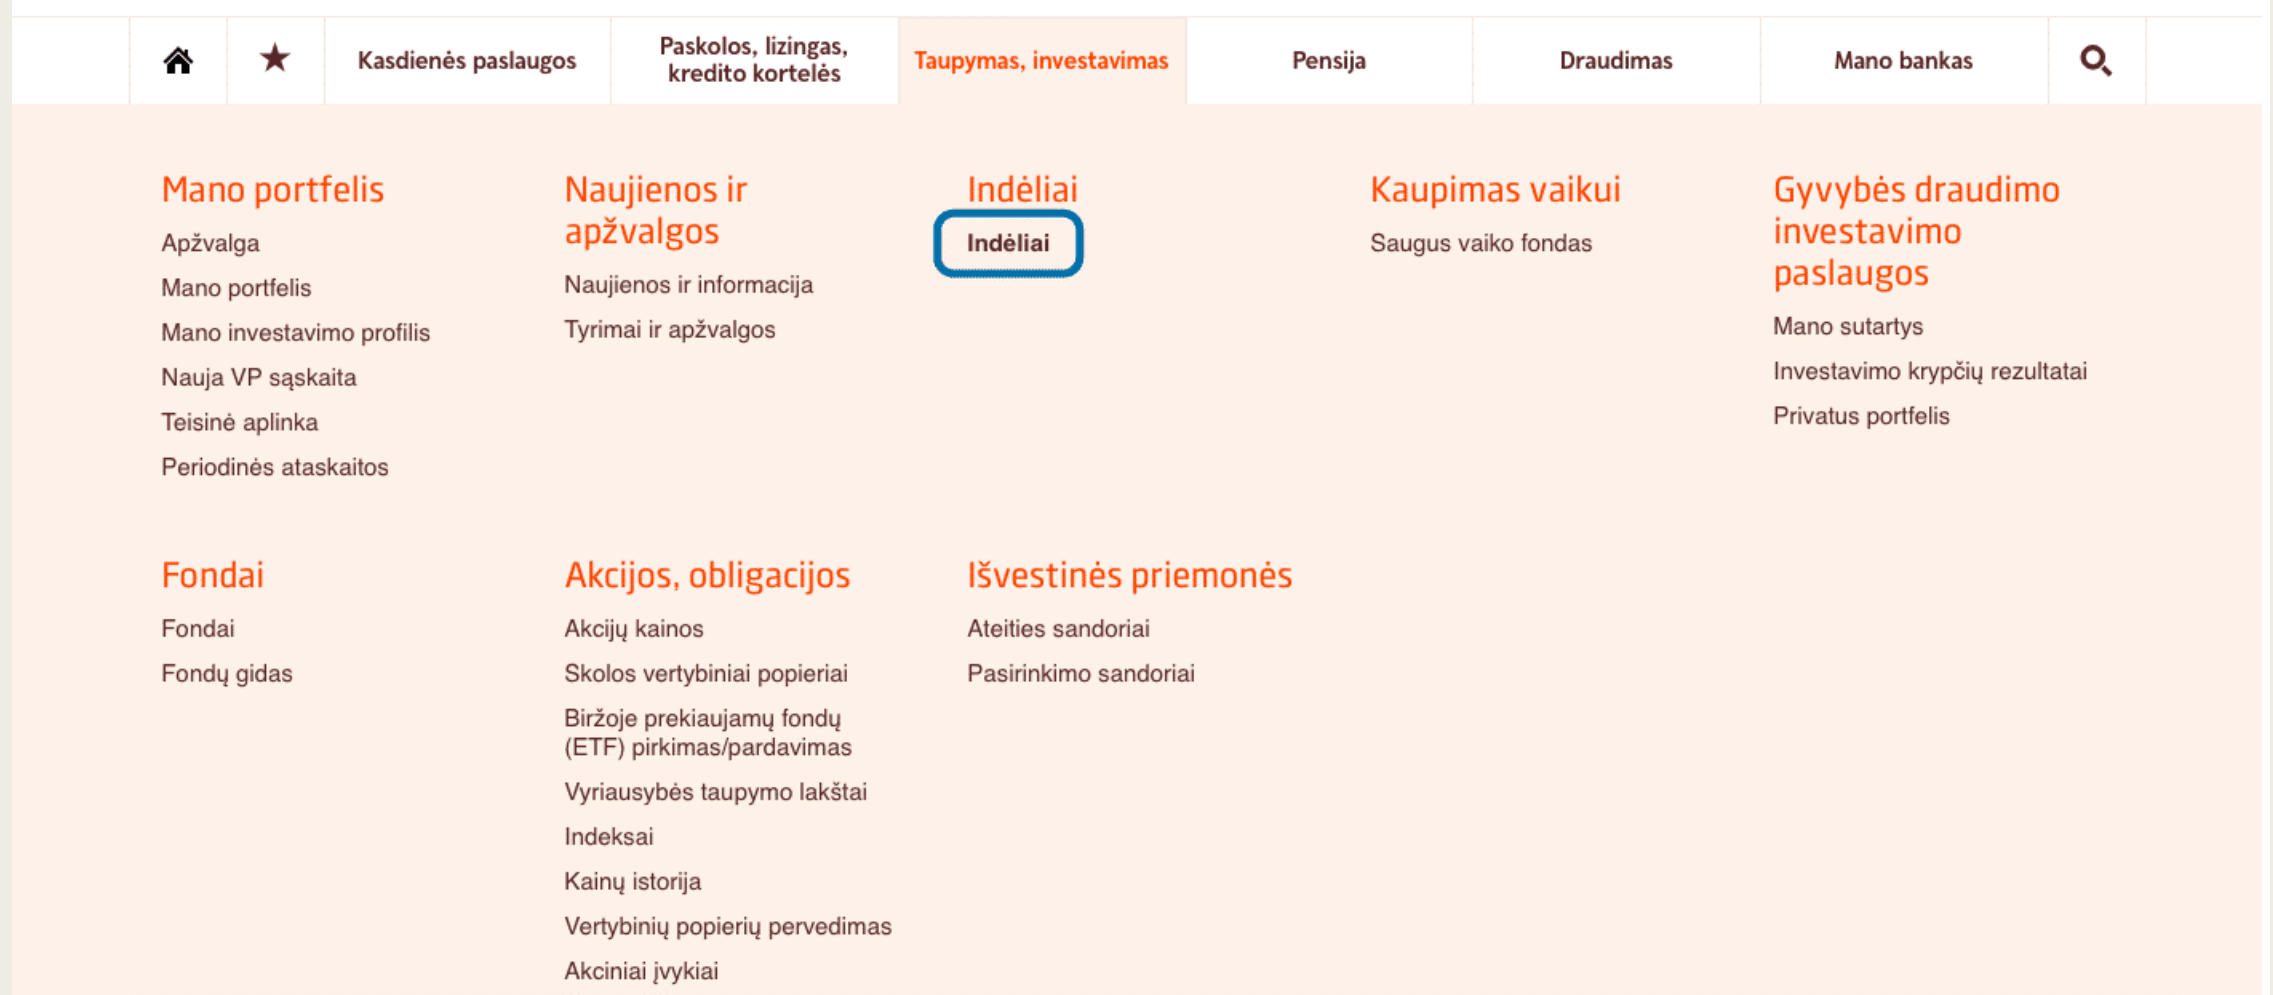 Kasdienės paslaugos
Paskolos, lizingas,
kredito kortelės
Taupymas, investavimas
Pensija
Draudimas
Mano bankas
Mano portfelis
Apžvalga
Mano portfelis
Mano investavimo profilis
Nauja VP sąskaita
Teisinė aplinka
Periodinės ataskaitos
Naujienos ir
apžvalgos
Naujienos ir informacija
Tyrimai ir apžvalgos
Indėliai
Indėliai
Kaupimas vaikui
Saugus vaiko fondas
Gyvybės draudimo
investavimo
paslaugos
Mano sutartys
Investavimo krypčių rezultatai
Privatus portfelis
Fondai
Fondai
Fondų gidas
Akcijos, obligacijos
Akcijų kainos
Skolos vertybiniai popieriai
Biržoje prekiaujamų fondų
(ETF) pirkimas/pardavimas
Vyriausybės taupymo lakštai
Indeksai
Kainų istorija
Vertybinių popierių pervedimas
Akciniai įvykiai
Išvestinės priemonės
Ateities sandoriai
Pasirinkimo sandoriai